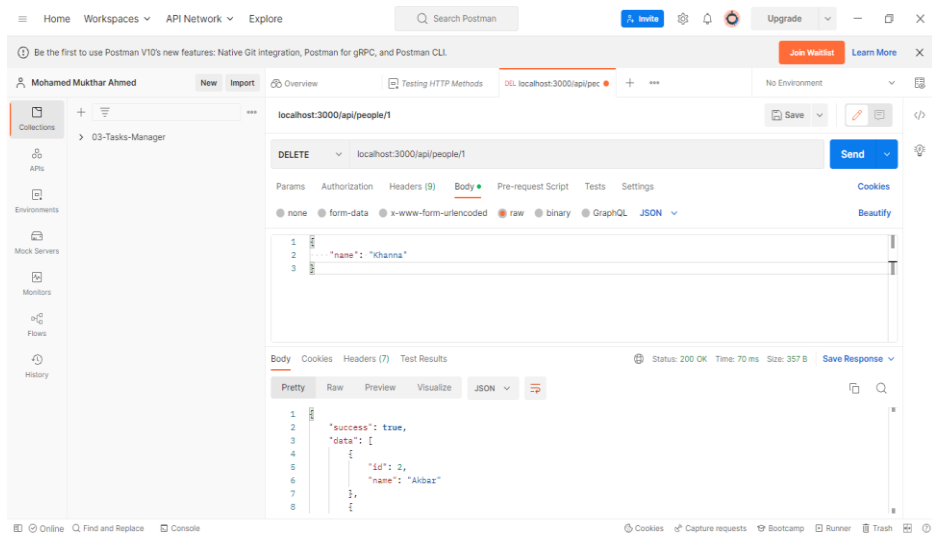 Home Workspaces API Network Explore Search Postman Invite Upgrade
Be the first to use Postman V10's new features: Native Git integration, Postman for gRPC, and Postman CLI. Join Waitlist Learn More
Mohamed Mukthar Ahmed New Import Overview Testing HTTP Methods DEL localhost:3000/api/pec No Environment
Collections
APIs
Environments
Mock Servers
Monitors
Flows
History
03-Tasks-Manager
localhost:3000/api/people/1 Save
DELETE localhost:3000/api/people/1 Send
Params Authorization Headers (9) Body Pre-request Script Tests Settings Cookies
none form-data x-www-form-urlencoded raw binary GraphQL JSON Beautify
1 {
2 ····"name":·"Khanna"
3 }
Body Cookies Headers (7) Test Results Status: 200 OK Time: 70 ms Size: 357 B Save Response
Pretty Raw Preview Visualize JSON
1 {
2 "success": true,
3 "data": [
4 {
5 "id": 2,
6 "name": "Akbar"
7 },
8 {
Online Find and Replace Console Cookies Capture requests Bootcamp Runner Trash